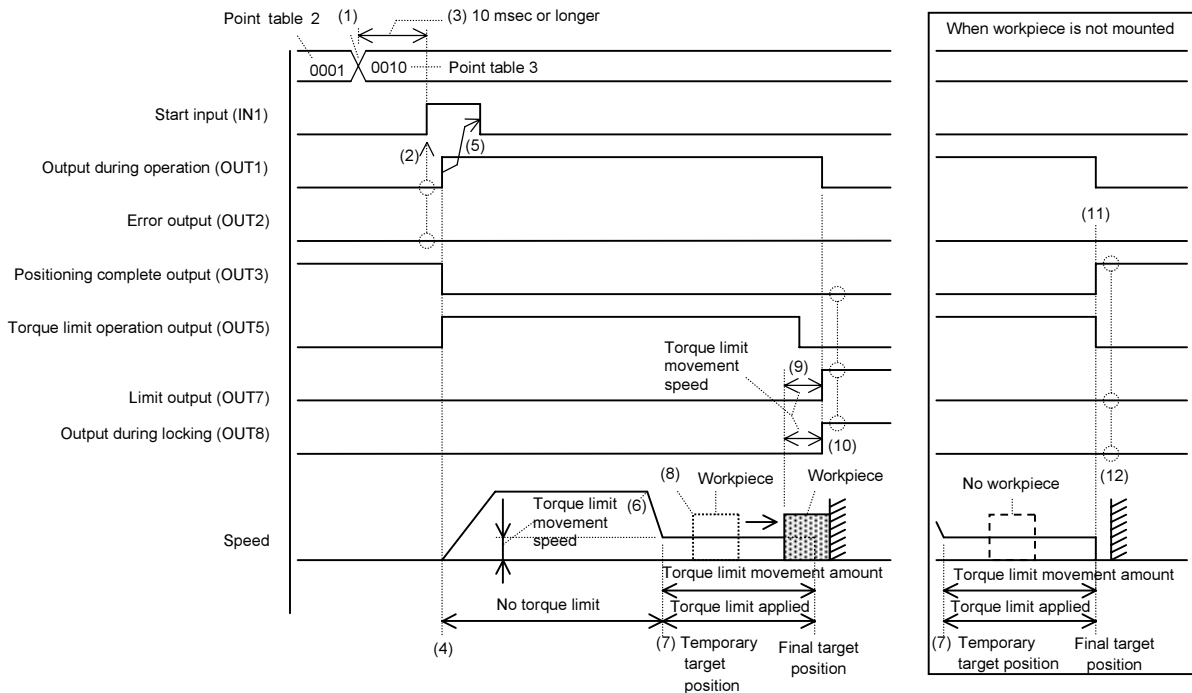 Point table 2
(1)
(3) 10 msec or longer
When workpiece is not mounted
0001
0010
Point table 3
Start input (IN1)
(2)
(5)
Output during operation (OUT1)
Error output (OUT2)
(11)
Positioning complete output (OUT3)
Torque limit operation output (OUT5)
Torque limit
movement
speed
(9)
Limit output (OUT7)
Output during locking (OUT8)
(10)
(8)
Workpiece
Workpiece
(12)
No workpiece
(6)
Torque limit
movement
speed
Speed
Torque limit movement amount
Torque limit movement amount
No torque limit
Torque limit applied
Torque limit applied
(4)
(7) Temporary
target
position
Final target
position
(7) Temporary
target position
Final target
position